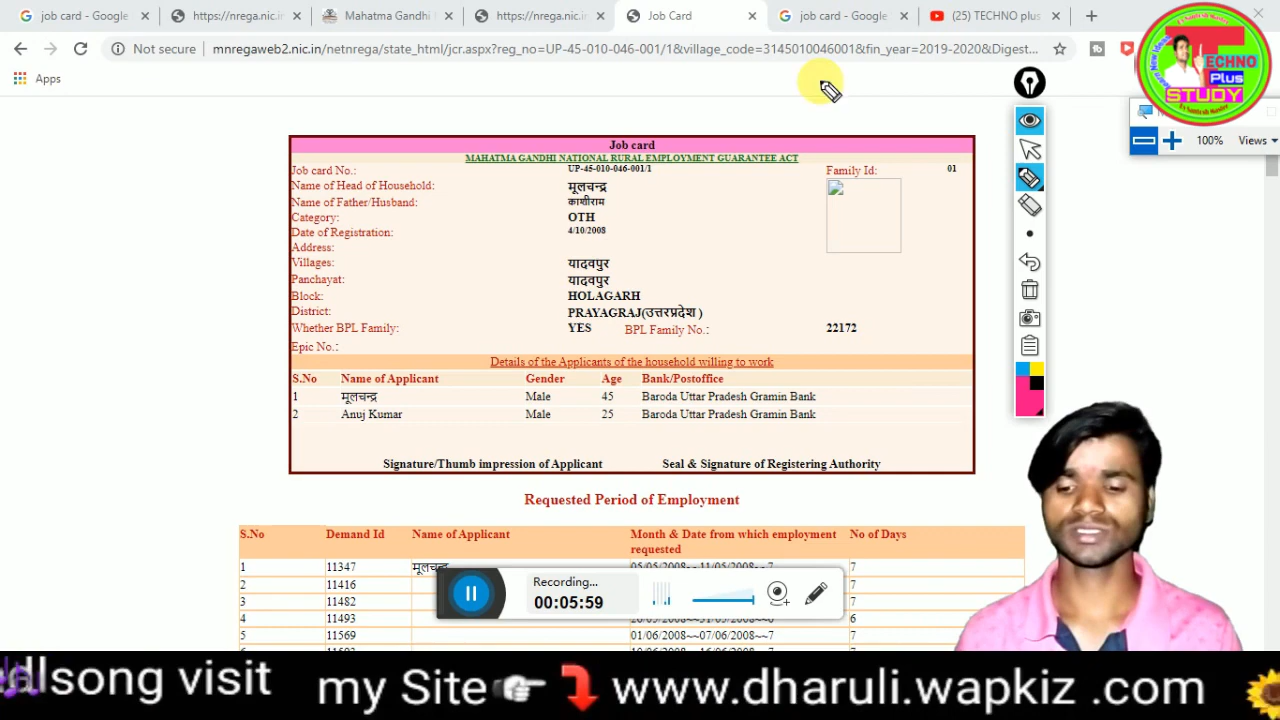 job card - Google
https://nrega.nic.in
Mahatma Gandhi
https://nrega.nic.in
Job Card
job card - Google
(25) TECHNO plus
Not secure
mnregaweb2.nic.in/netnrega/state_html/jcr.aspx?reg_no=UP-45-010-046-001/1&village_code=3145010046001&fin_year=2019-2020&Digest...
Apps
TECHNO
Plus
STUDY
100%
Views
Job card
MAHATMA GANDHI NATIONAL RURAL EMPLOYMENT GUARANTEE ACT
Job card No.: UP-45-010-046-001/1 Family Id: 01
Name of Head of Household: मूलचन्द्र
Name of Father/Husband: काशीराम
Category: OTH
Date of Registration: 4/10/2008
Address:
Villages: यादवपुर
Panchayat: यादवपुर
Block: HOLAGARH
District: PRAYAGRAJ(उत्तरप्रदेश )
Whether BPL Family: YES BPL Family No.: 22172
Epic No.:
Details of the Applicants of the household willing to work
S.No Name of Applicant Gender Age Bank/Postoffice
1 मूलचन्द्र Male 45 Baroda Uttar Pradesh Gramin Bank
2 Anuj Kumar Male 25 Baroda Uttar Pradesh Gramin Bank
Signature/Thumb impression of Applicant Seal & Signature of Registering Authority
Requested Period of Employment
S.No Demand Id Name of Applicant Month & Date from which employment requested No of Days
1 11347 मूलचन्द्र 05/05/2008~~11/05/2008~~7 7
2 11416 7
3 11482 7
4 11493 6
5 11569 01/06/2008~~07/06/2008~~7 7
Recording...
00:05:59
song visit my Site www.dharuli.wapkiz .com